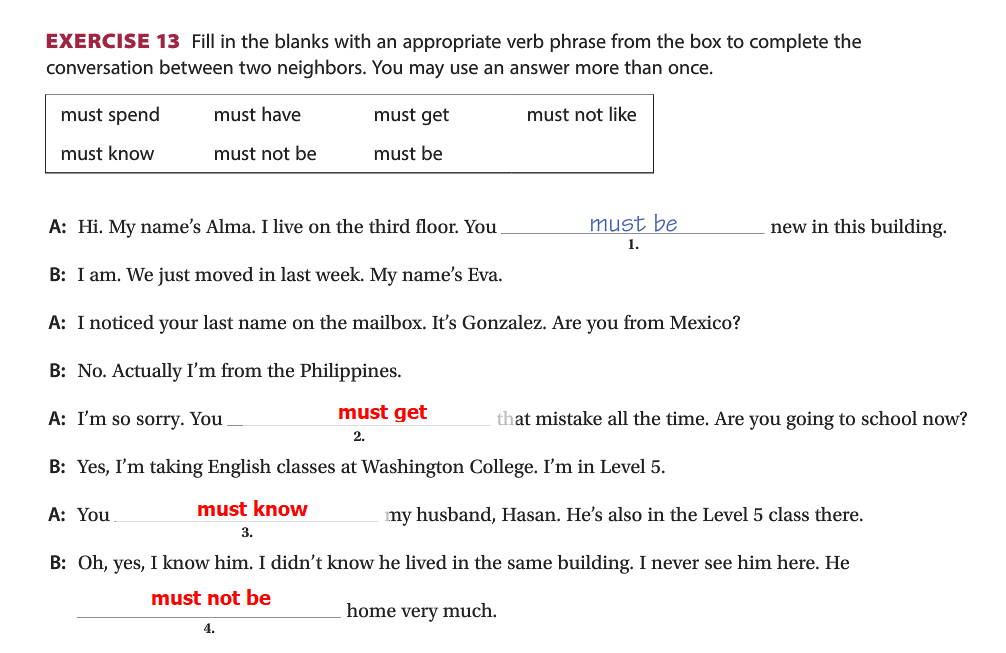 EXERCISE 13 Fill in the blanks with an appropriate verb phrase from the box to complete the
conversation between two neighbors. You may use an answer more than once.
must spend must have must get must not like
must know must not be must be
A: Hi. My name's Alma. I live on the third floor. You must be new in this building.
1.
B: I am. We just moved in last week. My name's Eva.
A: I noticed your last name on the mailbox. It's Gonzalez. Are you from Mexico?
B: No. Actually I'm from the Philippines.
A: I'm so sorry. You must get that mistake all the time. Are you going to school now?
2.
B: Yes, I'm taking English classes at Washington College. I'm in Level 5.
A: You must know my husband, Hasan. He's also in the Level 5 class there.
3.
B: Oh, yes, I know him. I didn't know he lived in the same building. I never see him here. He
must not be home very much.
4.